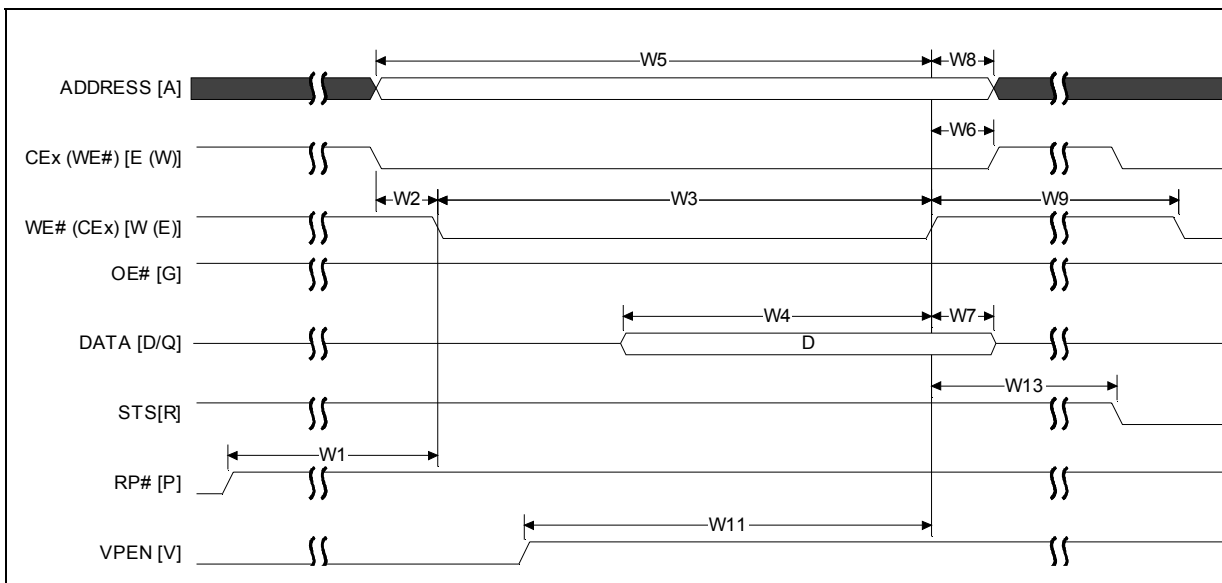 W5
W8
ADDRESS [A]
W6
CEx (WE#) [E (W)]
W2
W3
W9
WE# (CEx) [W (E)]
OE# [G]
W4
W7
DATA [D/Q]
D
W13
STS[R]
W1
RP# [P]
W11
VPEN [V]